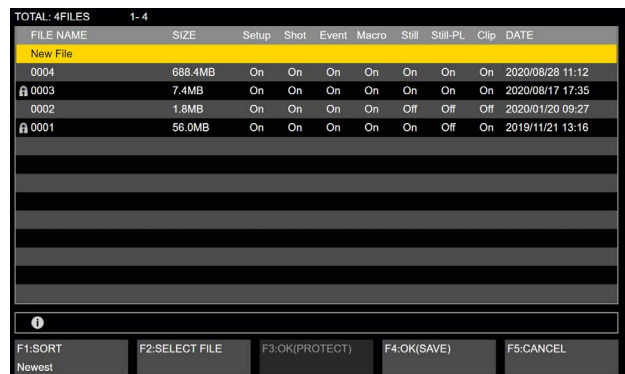 TOTAL: 4FILES 1- 4
FILE NAME SIZE Setup Shot Event Macro Still Still-PL Clip DATE
New File
0004 688.4MB On On On On On On On 2020/08/28 11:12
0003 7.4MB On On On On On On On 2020/08/17 17:35
0002 1.8MB On On On On Off Off Off 2020/01/20 09:27
0001 56.0MB On On On On On Off On 2019/11/21 13:16
F1:SORT F2:SELECT FILE F3:OK(PROTECT) F4:OK(SAVE) F5:CANCEL
Newest